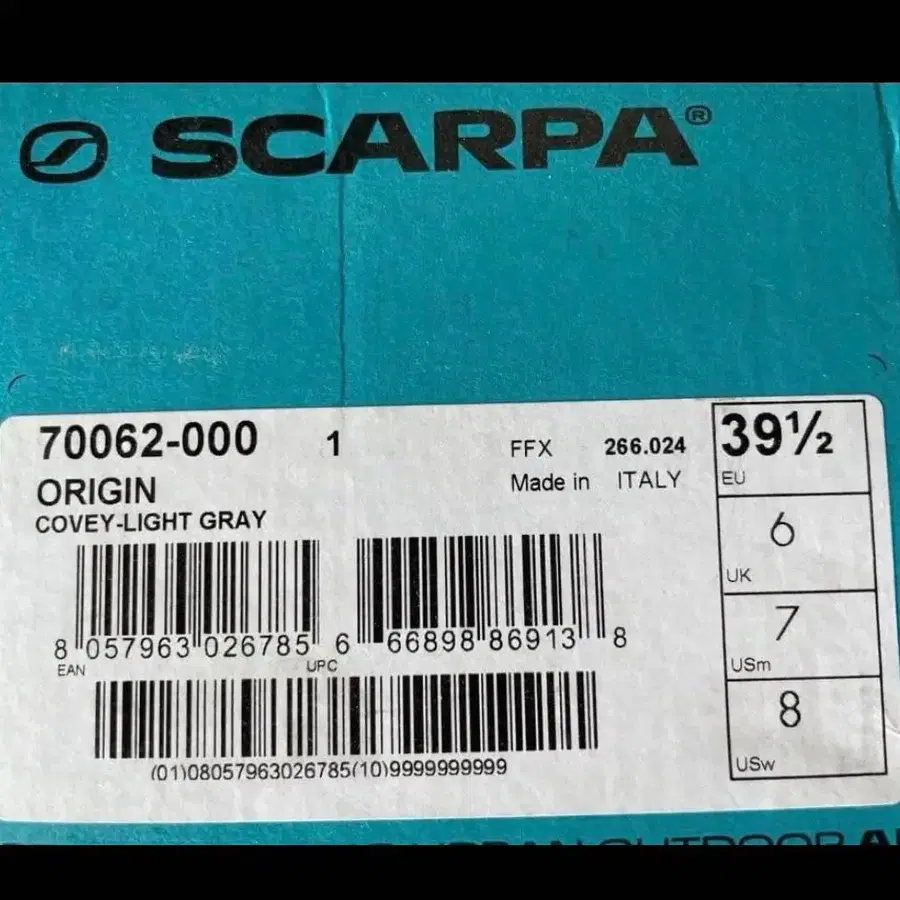 SCARPA®
70062-000 1 FFX 266.024 39½
ORIGIN Made in ITALY EU
COVEY-LIGHT GRAY
6
UK
8 057963 026785 6 66898 86913 8
EAN UPC
7
USm
8
USw
(01)08057963026785(10)9999999999
OUTDOOR